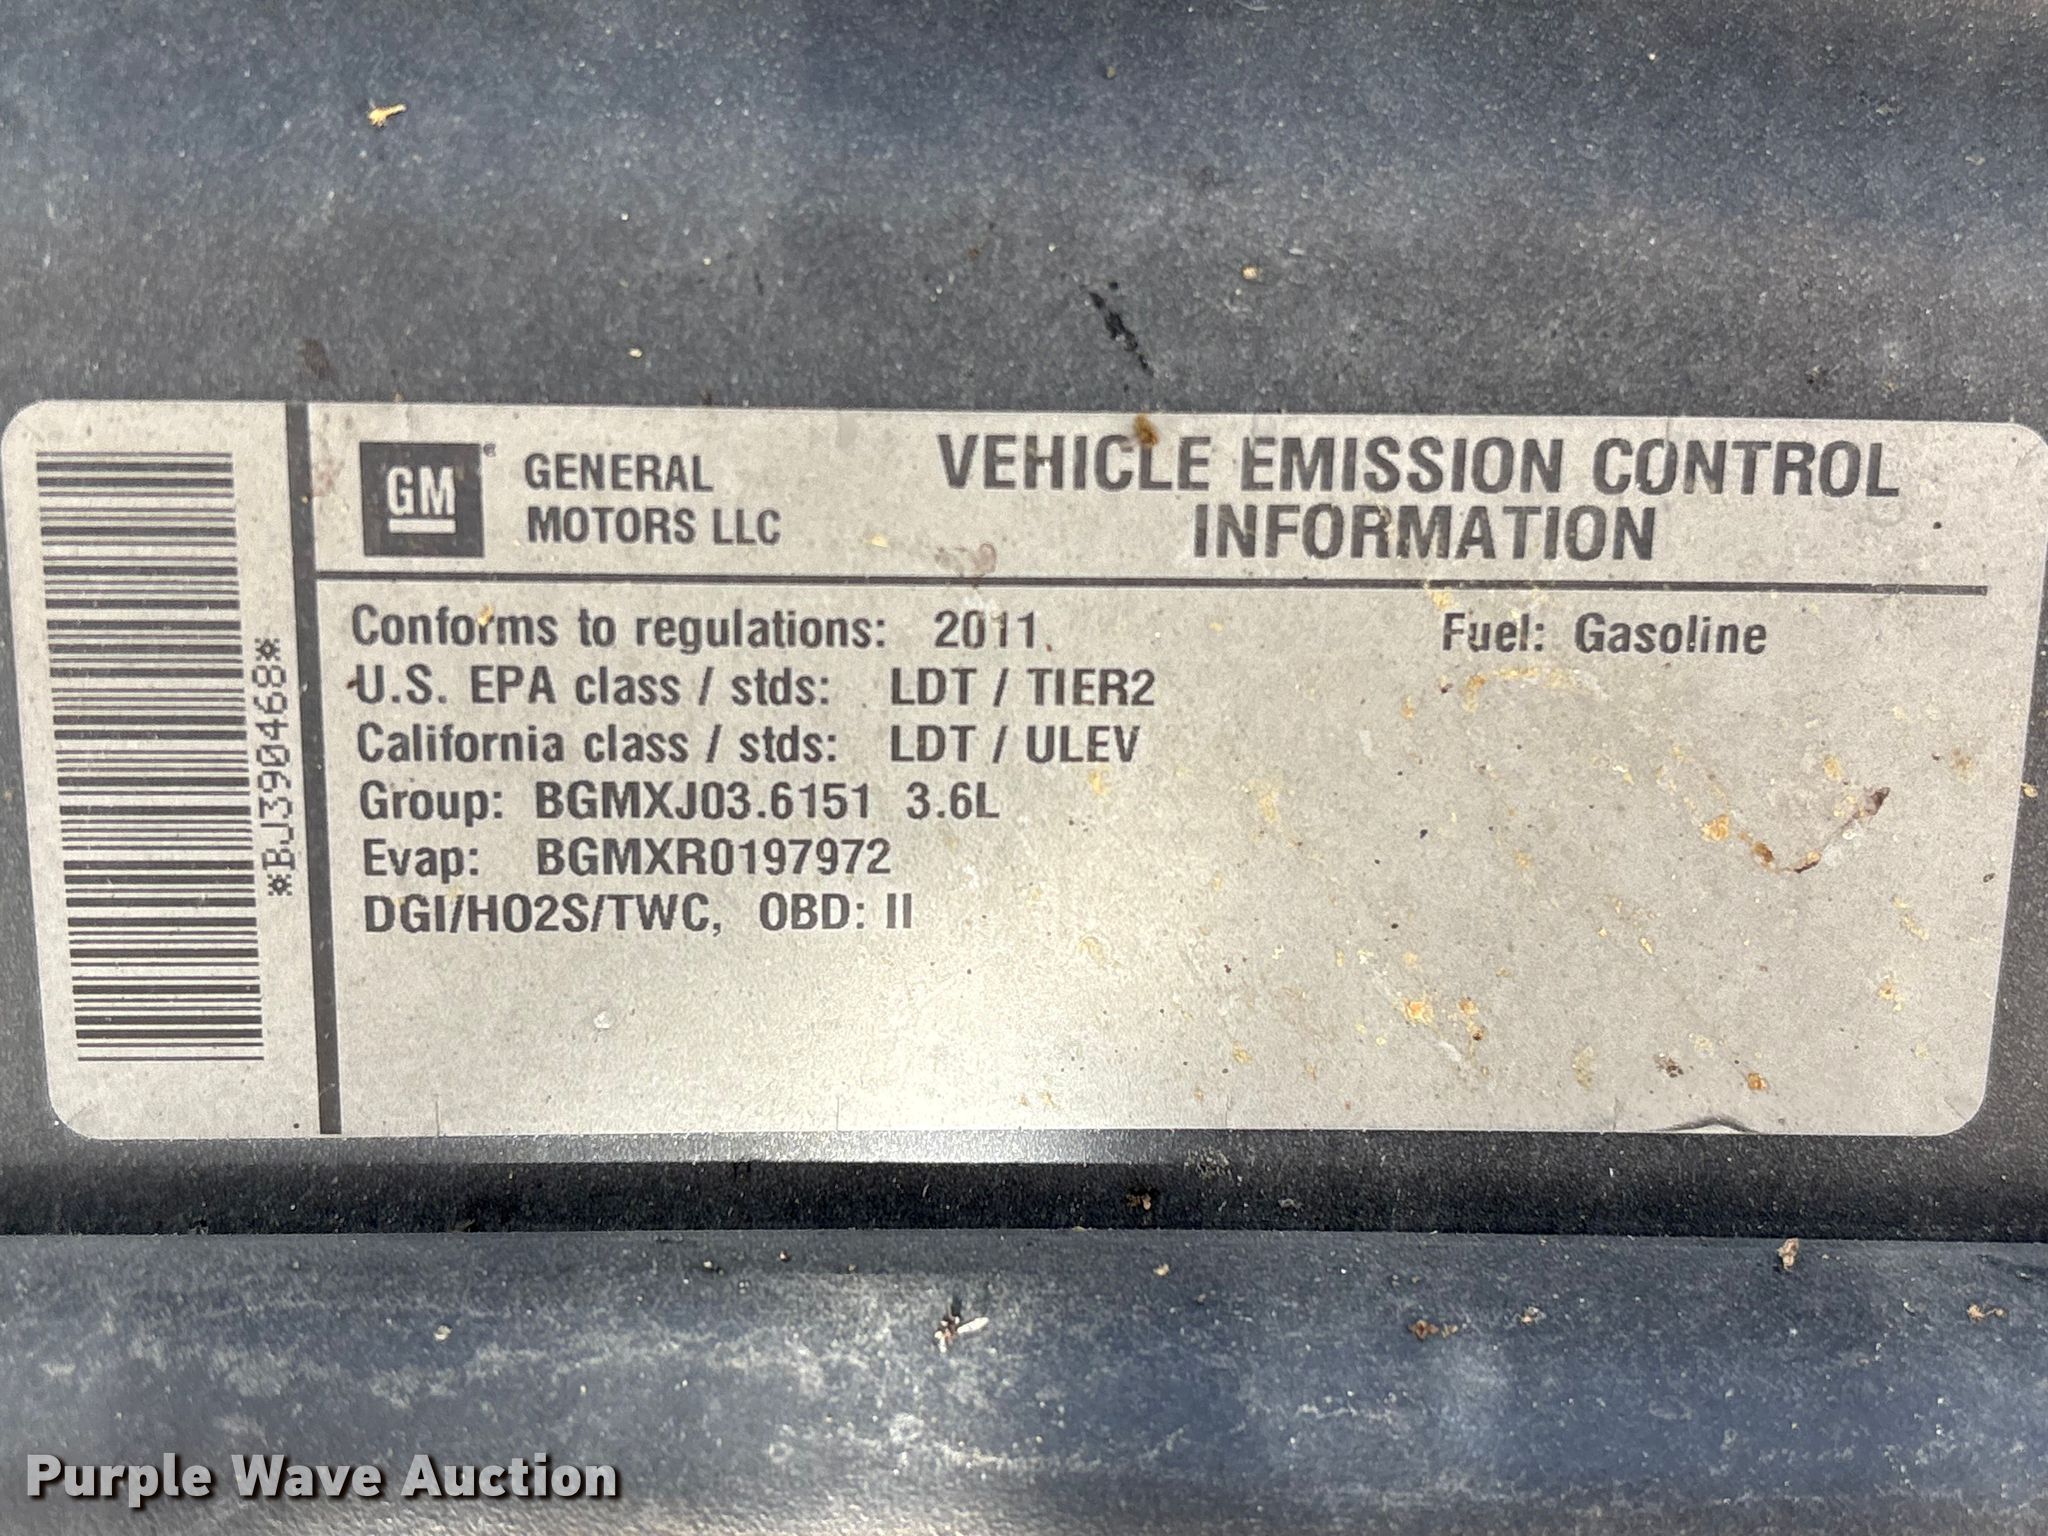 GM
GENERAL
MOTORS LLC
VEHICLE EMISSION CONTROL
INFORMATION
*BJ390468*
Conforms to regulations: 2011
Fuel: Gasoline
U.S. EPA class / stds: LDT / TIER2
California class / stds: LDT / ULEV
Group: BGMXJ03.6151 3.6L
Evap: BGMXR0197972
DGI/HO2S/TWC, OBD: II
Purple Wave Auction